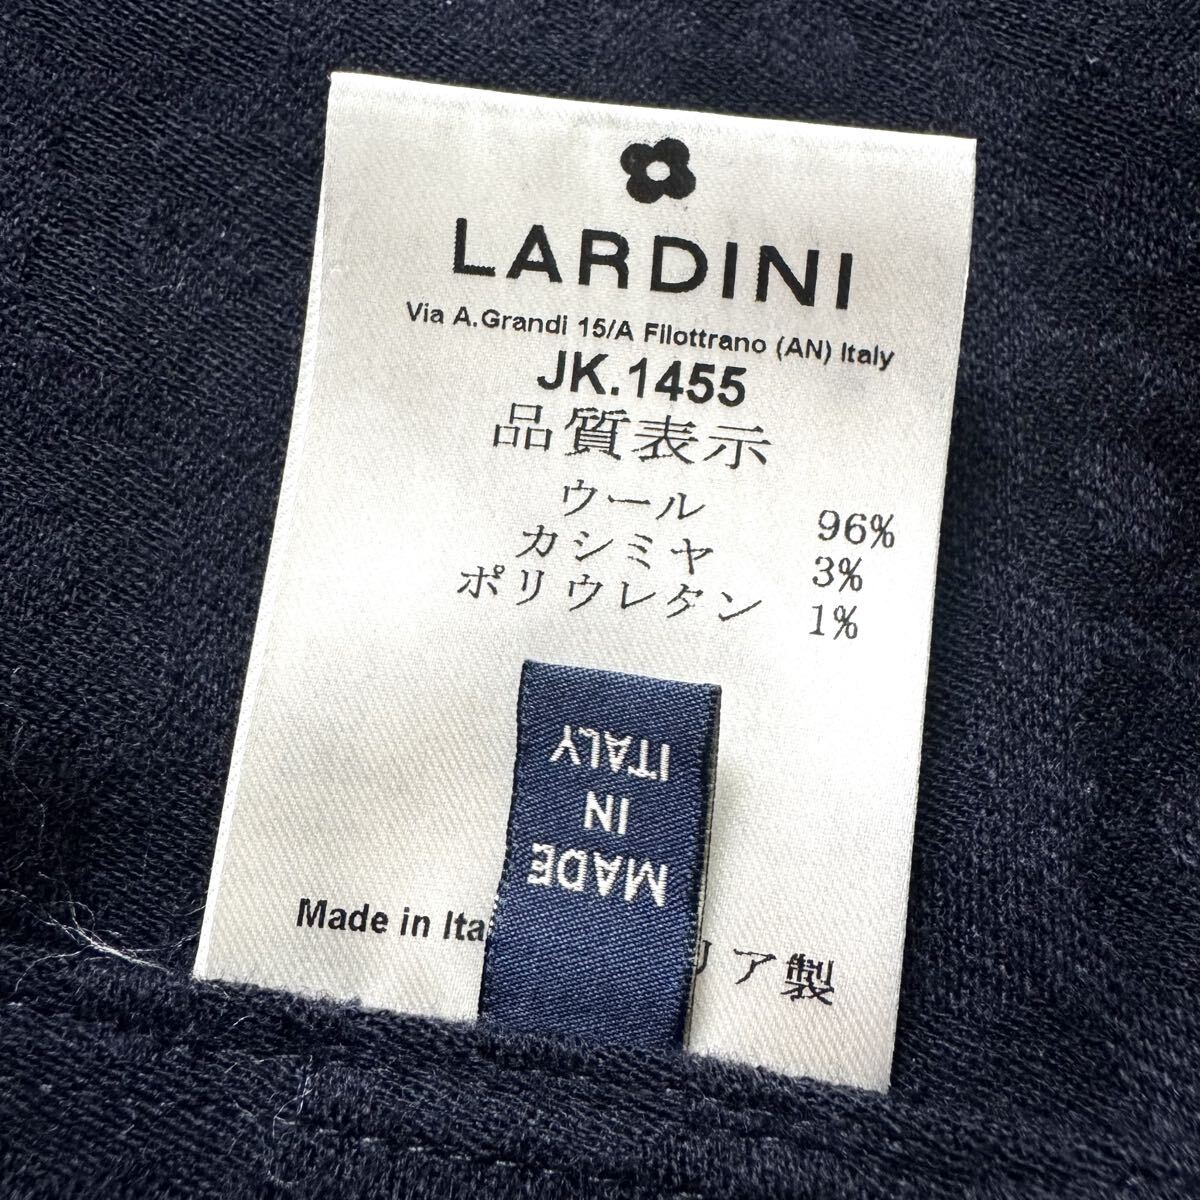 LARDINI
Via A.Grandi 15/A Filottrano (AN) Italy
JK.1455
品質表示
ウール 96%
カシミヤ 3%
ポリウレタン 1%
MADE
IN
ITALY
Made in Ita
リア製